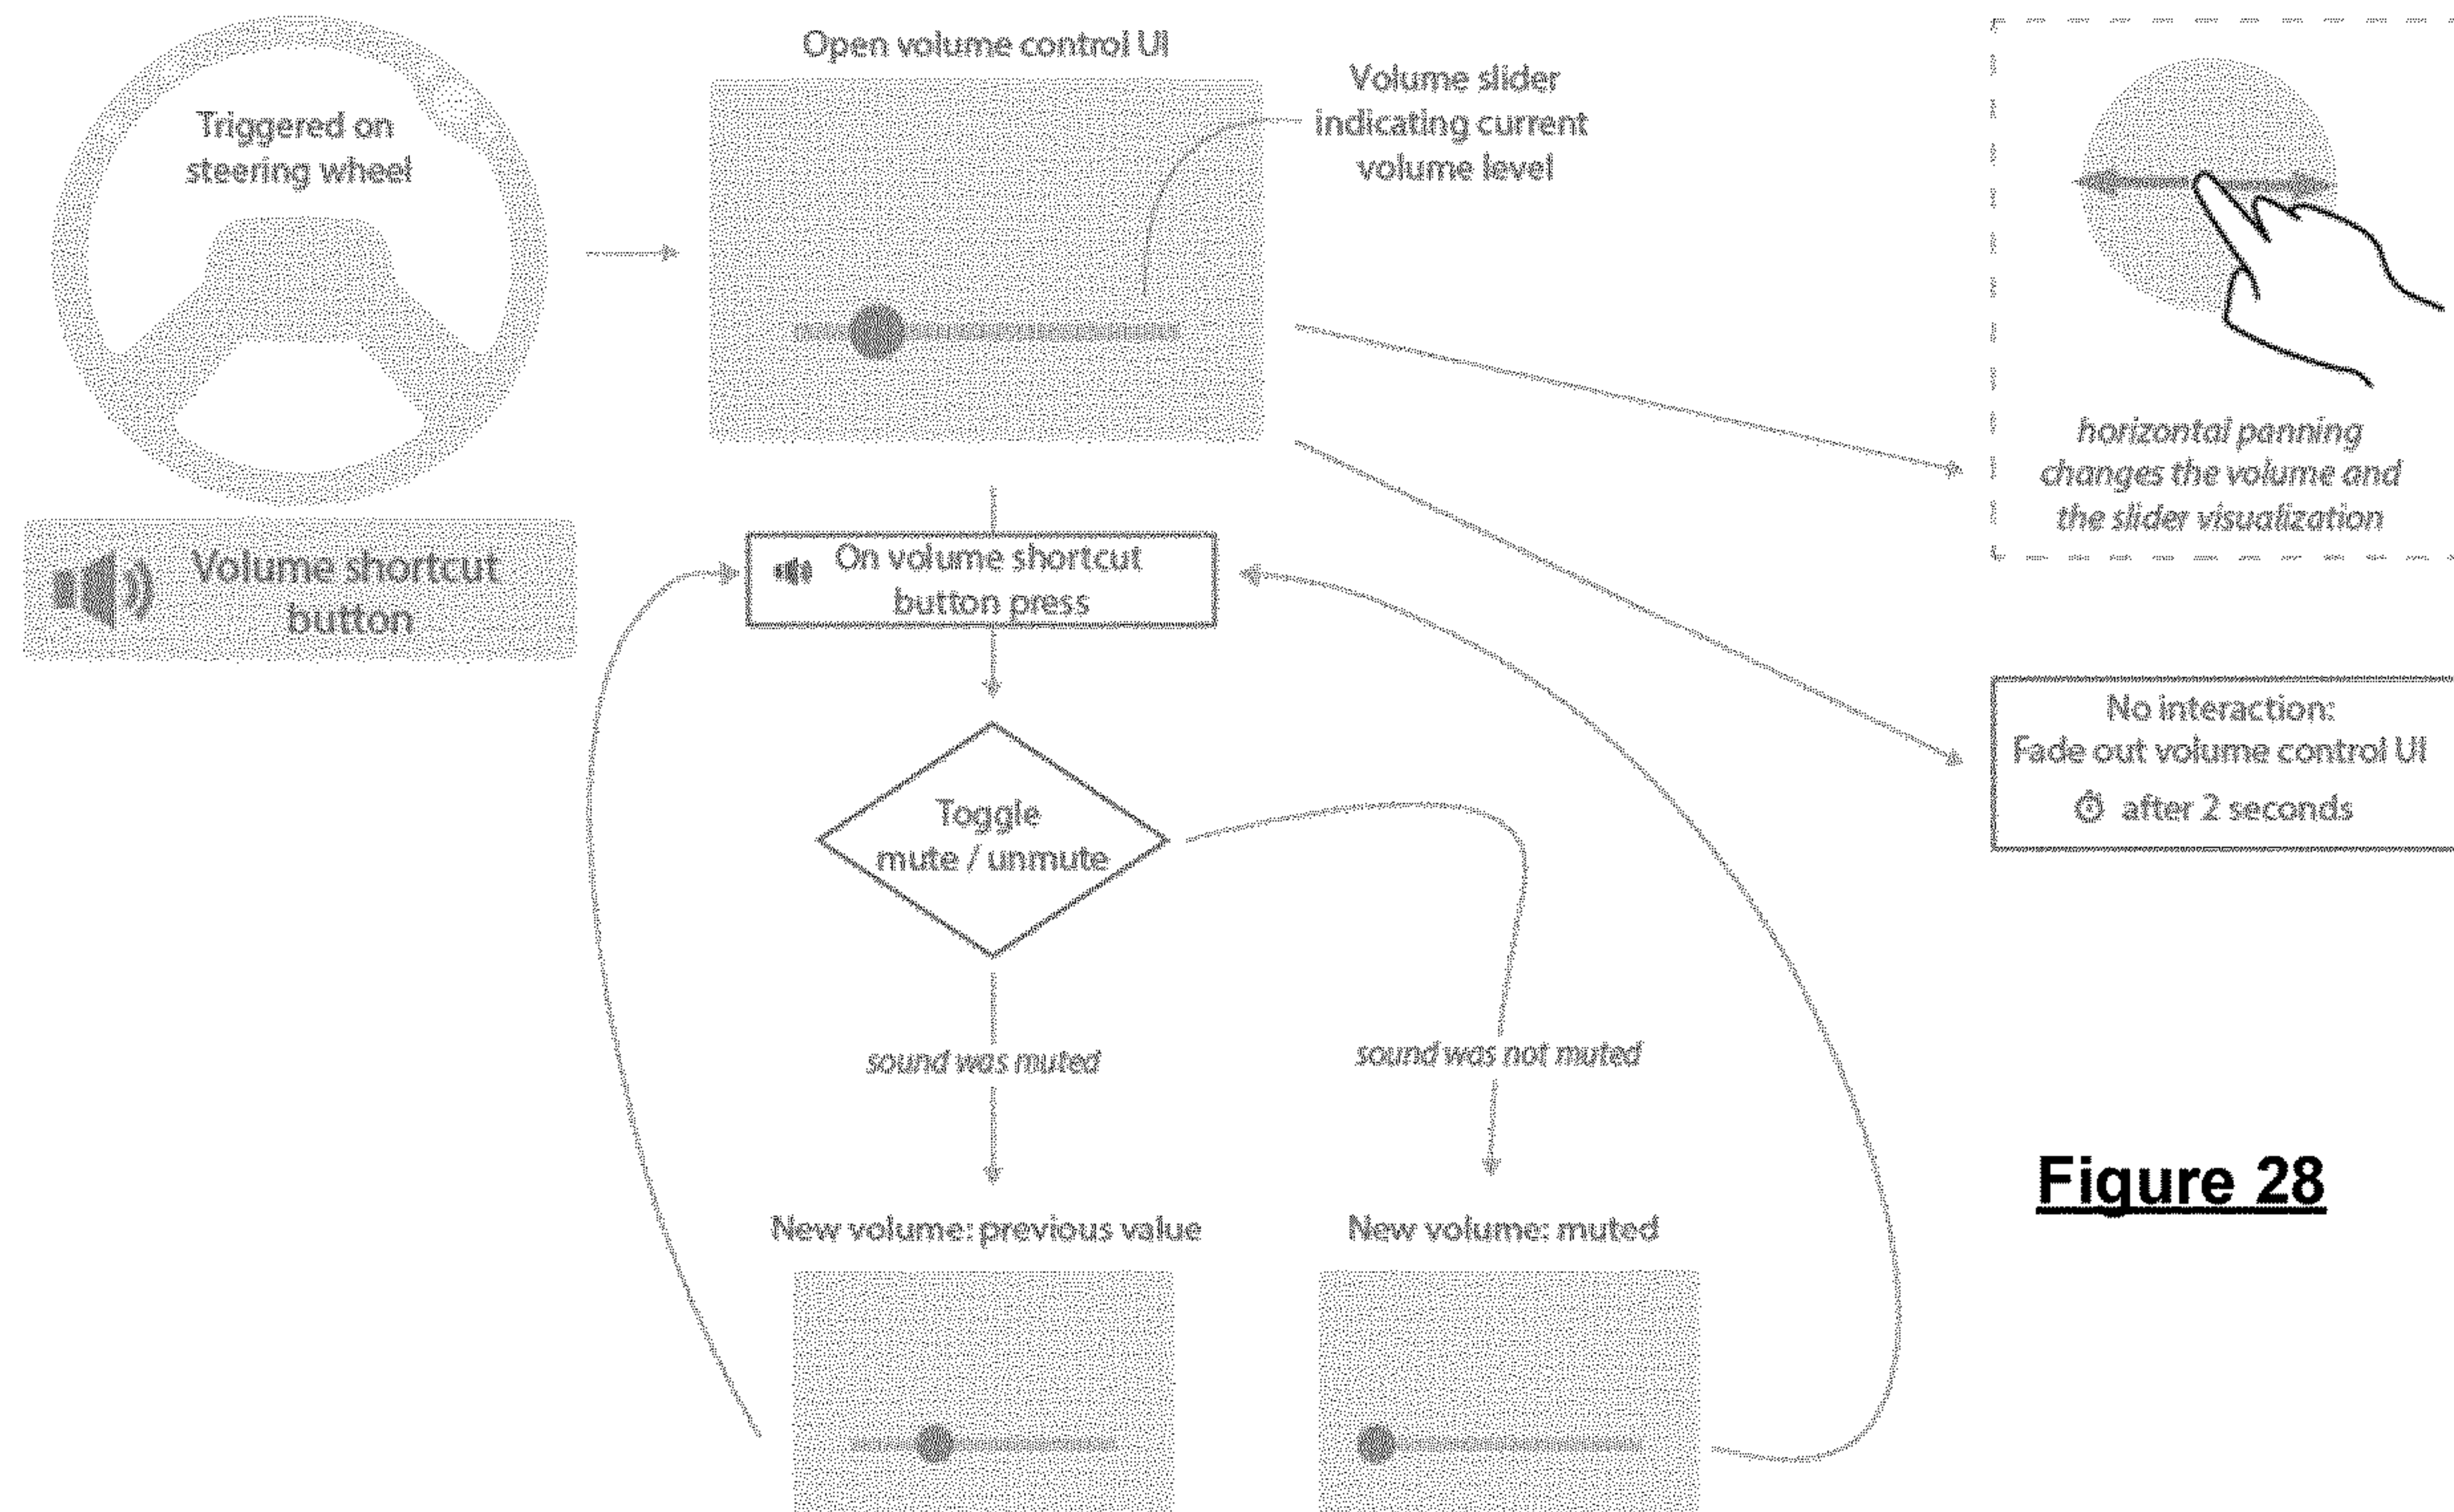 Triggered on
steering wheel
Volume shortcut
button
Open volume control UI
Volume slider
indicating current
volume level
horizontal panning
changes the volume and
the slider visualization
On volume shortcut
button press
No interaction:
Fade out volume control UI
after 2 seconds
Toggle
mute / unmute
sound was muted
sound was not muted
New volume: previous value
New volume: muted
Figure 28